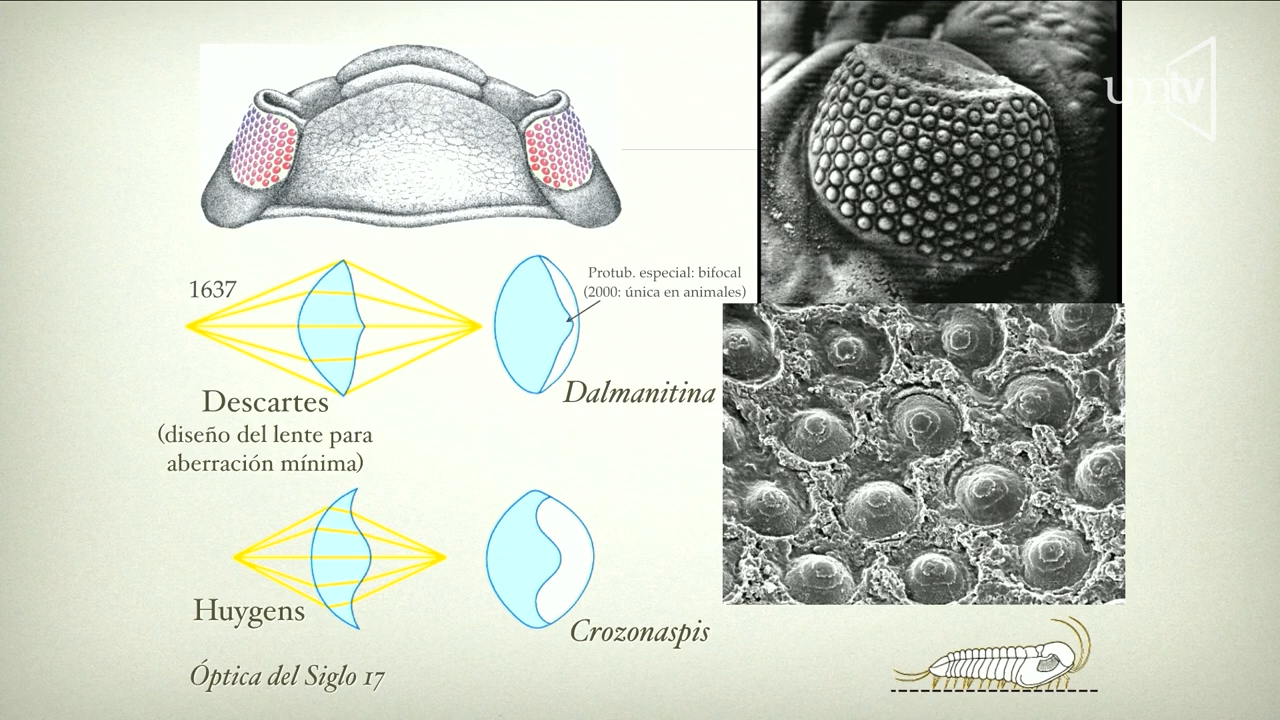 umtv
1637
Protub. especial: bifocal
(2000: única en animales)
Dalmanitina
Descartes
(diseño del lente para
aberración mínima)
Huygens
Crozonaspis
Óptica del Siglo 17